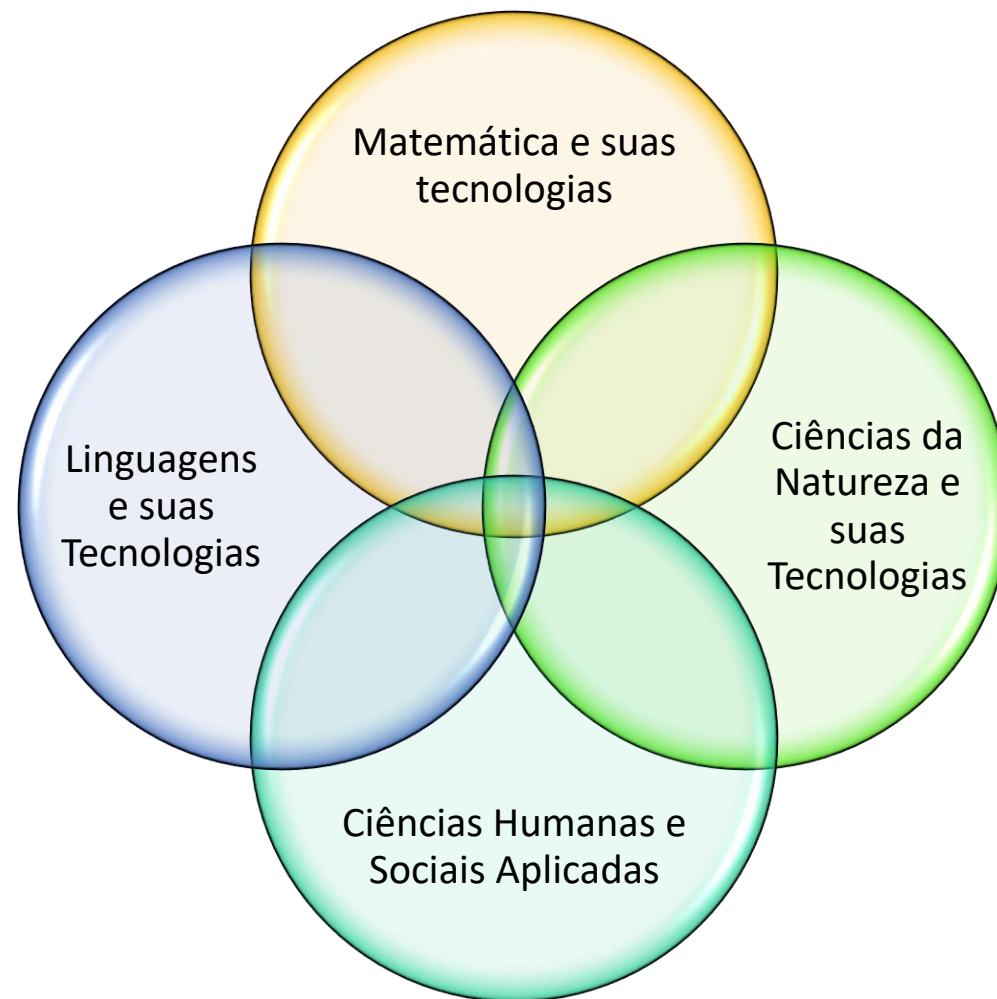 Matemática e suas
tecnologias
Linguagens
e suas
Tecnologias
Ciências da
Natureza e
suas
Tecnologias
Ciências Humanas e
Sociais Aplicadas